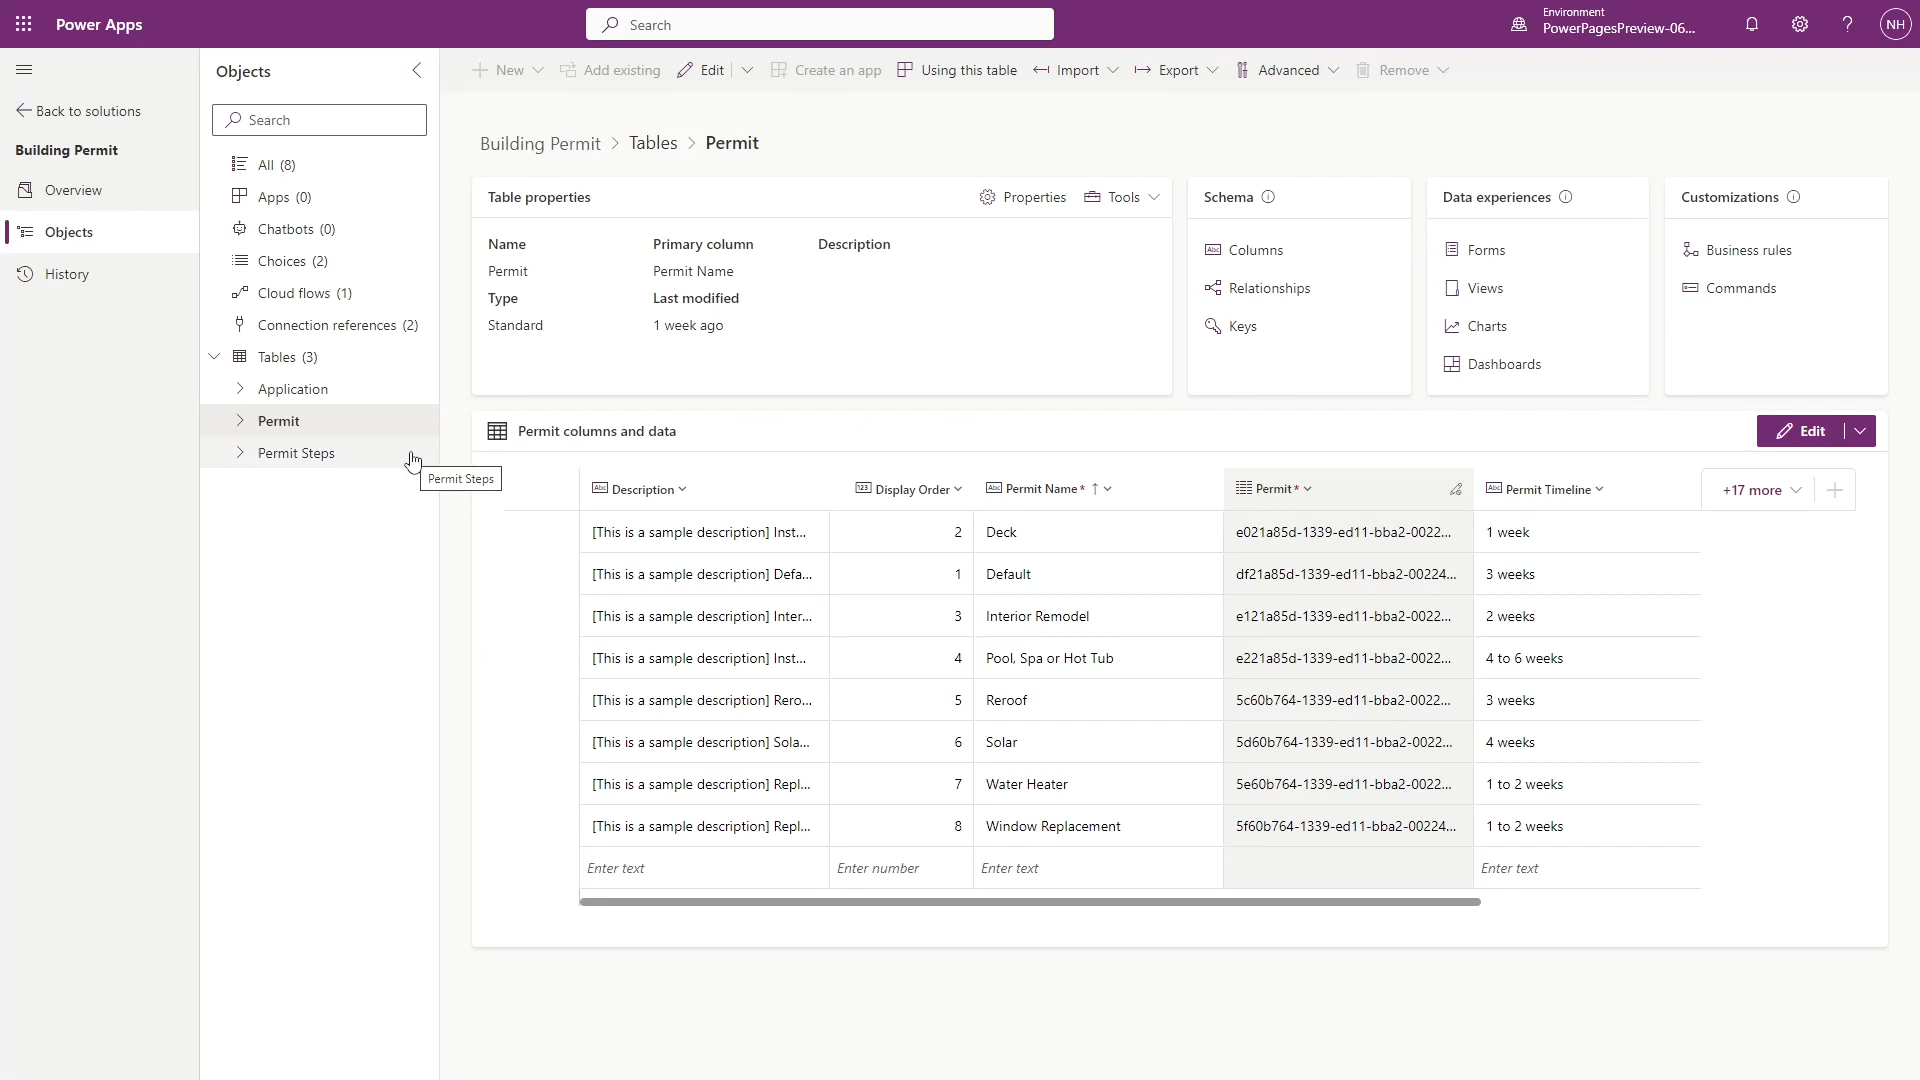 Power Apps
Search
Environment
PowerPagesPreview-06...
NH
Back to solutions
Building Permit
Overview
Objects
History
Objects
Search
All (8)
Apps (0)
Chatbots (0)
Choices (2)
Cloud flows (1)
Connection references (2)
Tables (3)
Application
Permit
Permit Steps
Permit Steps
New
Add existing
Edit
Create an app
Using this table
Import
Export
Advanced
Remove
Building Permit > Tables > Permit
Table properties
Properties
Tools
Name Primary column Description
Permit Permit Name
Type Last modified
Standard 1 week ago
Schema
Columns
Relationships
Keys
Data experiences
Forms
Views
Charts
Dashboards
Customizations
Business rules
Commands
Permit columns and data
Edit
Description Display Order Permit Name * Permit * Permit Timeline +17 more
[This is a sample description] Inst... 2 Deck e021a85d-1339-ed11-bba2-0022... 1 week
[This is a sample description] Defa... 1 Default df21a85d-1339-ed11-bba2-00224... 3 weeks
[This is a sample description] Inter... 3 Interior Remodel e121a85d-1339-ed11-bba2-0022... 2 weeks
[This is a sample description] Inst... 4 Pool, Spa or Hot Tub e221a85d-1339-ed11-bba2-0022... 4 to 6 weeks
[This is a sample description] Rero... 5 Reroof 5c60b764-1339-ed11-bba2-0022... 3 weeks
[This is a sample description] Sola... 6 Solar 5d60b764-1339-ed11-bba2-0022... 4 weeks
[This is a sample description] Repl... 7 Water Heater 5e60b764-1339-ed11-bba2-0022... 1 to 2 weeks
[This is a sample description] Repl... 8 Window Replacement 5f60b764-1339-ed11-bba2-00224... 1 to 2 weeks
Enter text Enter number Enter text Enter text